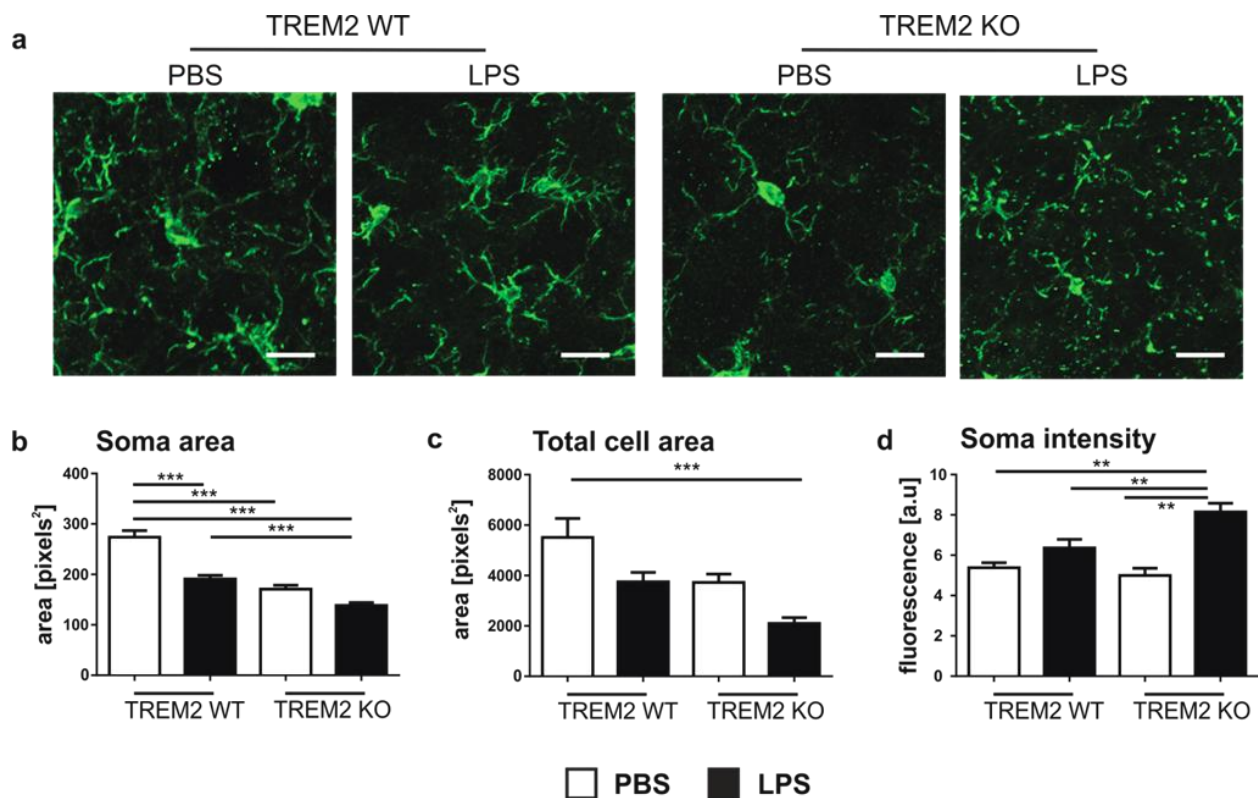 a
TREM2 WT
TREM2 KO
PBS
LPS
PBS
LPS
b
Soma area
area [pixels²]
400
300
200
100
0
***
***
***
***
TREM2 WT
TREM2 KO
c
Total cell area
area [pixels²]
8000
6000
4000
2000
0
***
TREM2 WT
TREM2 KO
d
Soma intensity
fluorescence [a.u]
10
8
6
4
2
0
**
**
**
TREM2 WT
TREM2 KO
PBS
LPS